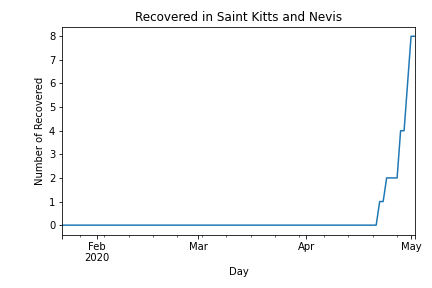 Recovered in Saint Kitts and Nevis
8
7
6
5
4
3
2
1
0
Number of Recovered
Feb
2020
Mar
Apr
May
Day